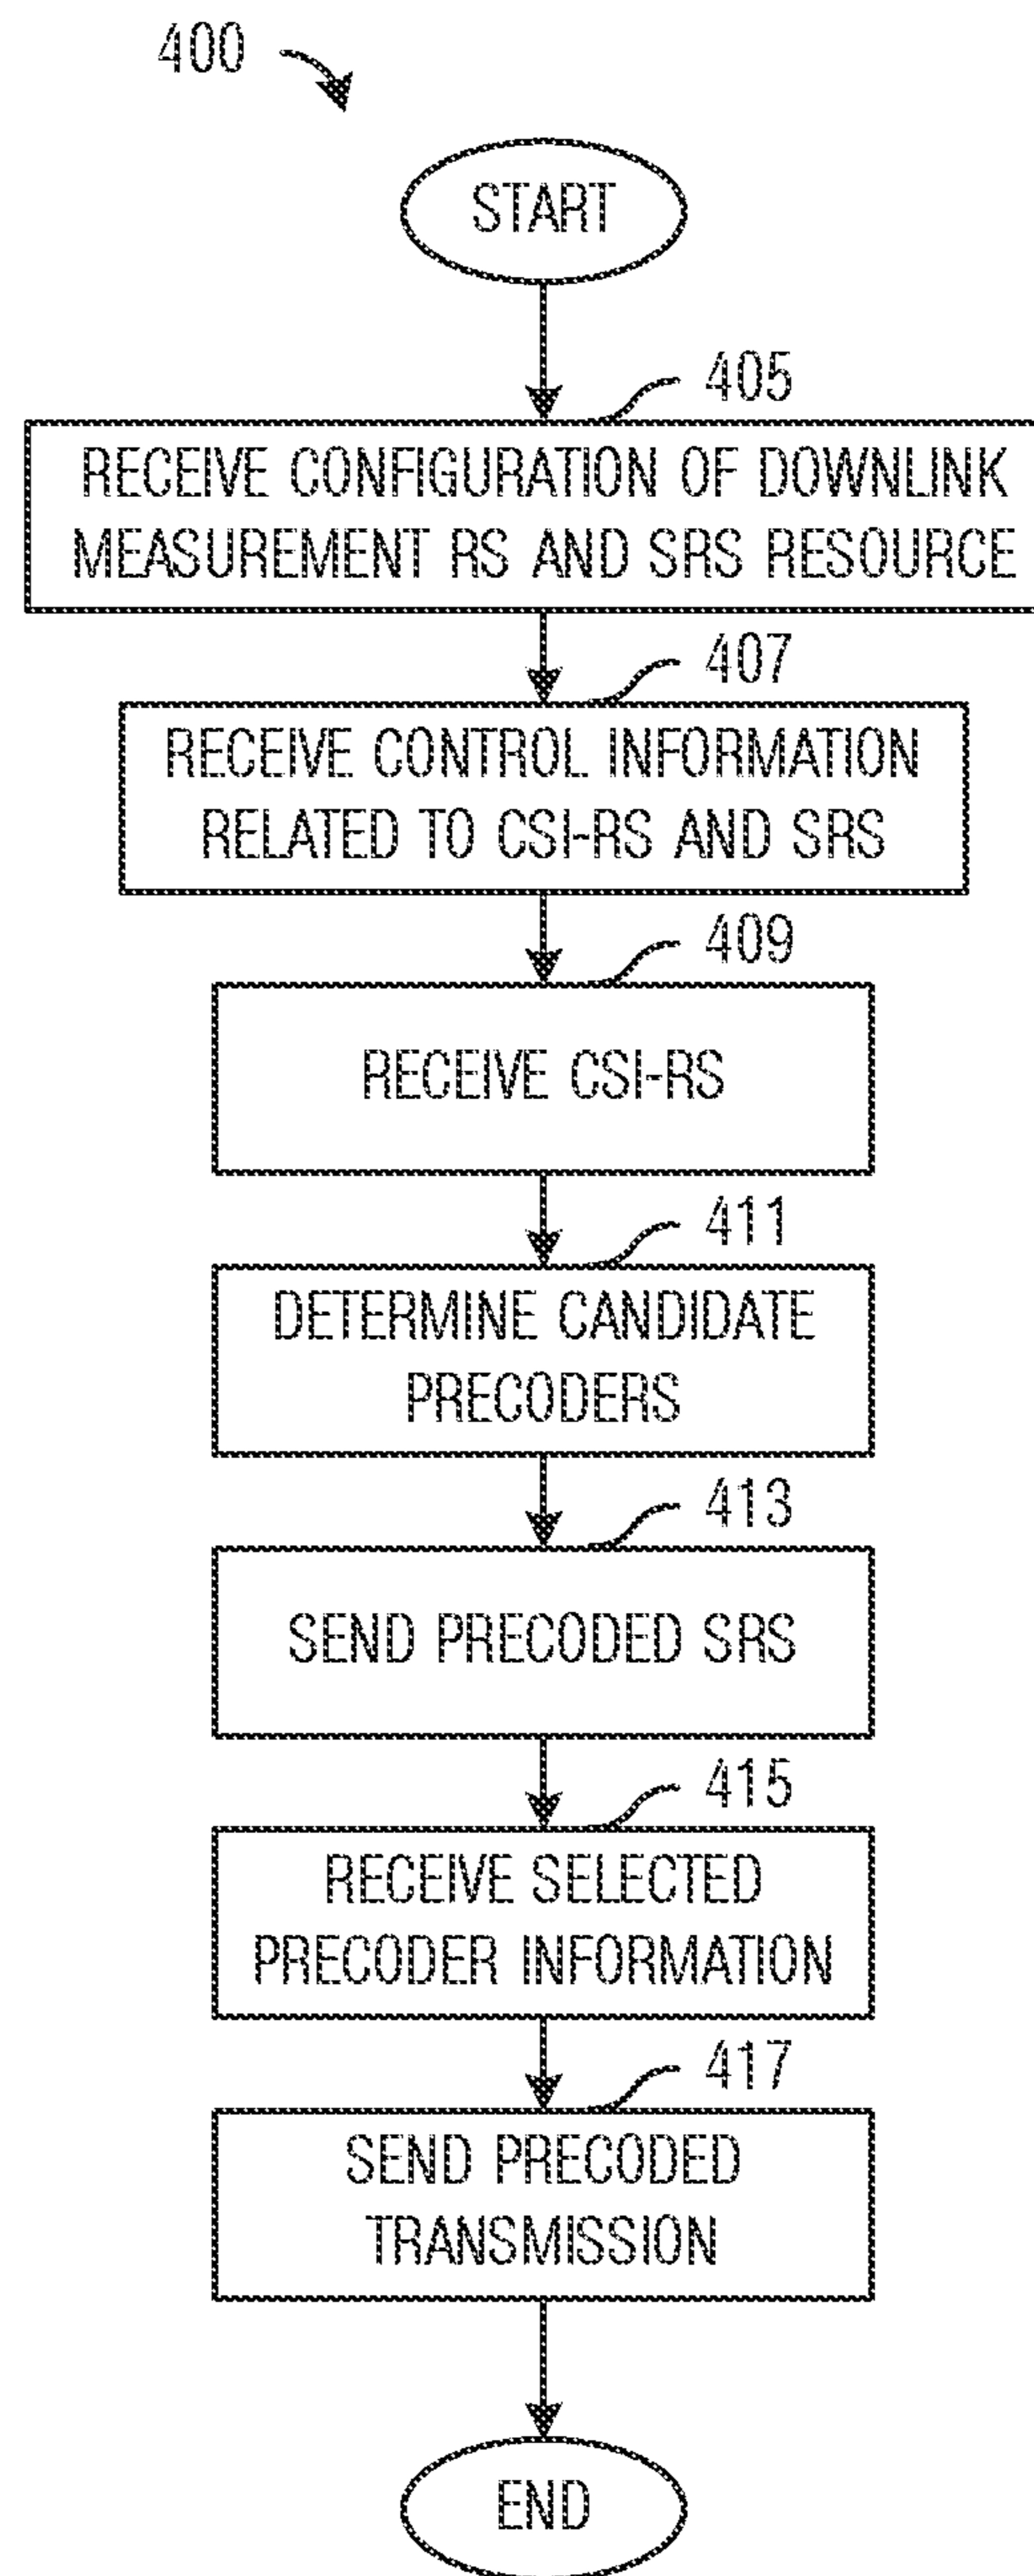 400
START
405
RECEIVE CONFIGURATION OF DOWNLINK
MEASUREMENT RS AND SRS RESOURCE
407
RECEIVE CONTROL INFORMATION
RELATED TO CSI-RS AND SRS
409
RECEIVE CSI-RS
411
DETERMINE CANDIDATE
PRECODERS
413
SEND PRECODED SRS
415
RECEIVE SELECTED
PRECODER INFORMATION
417
SEND PRECODED
TRANSMISSION
END